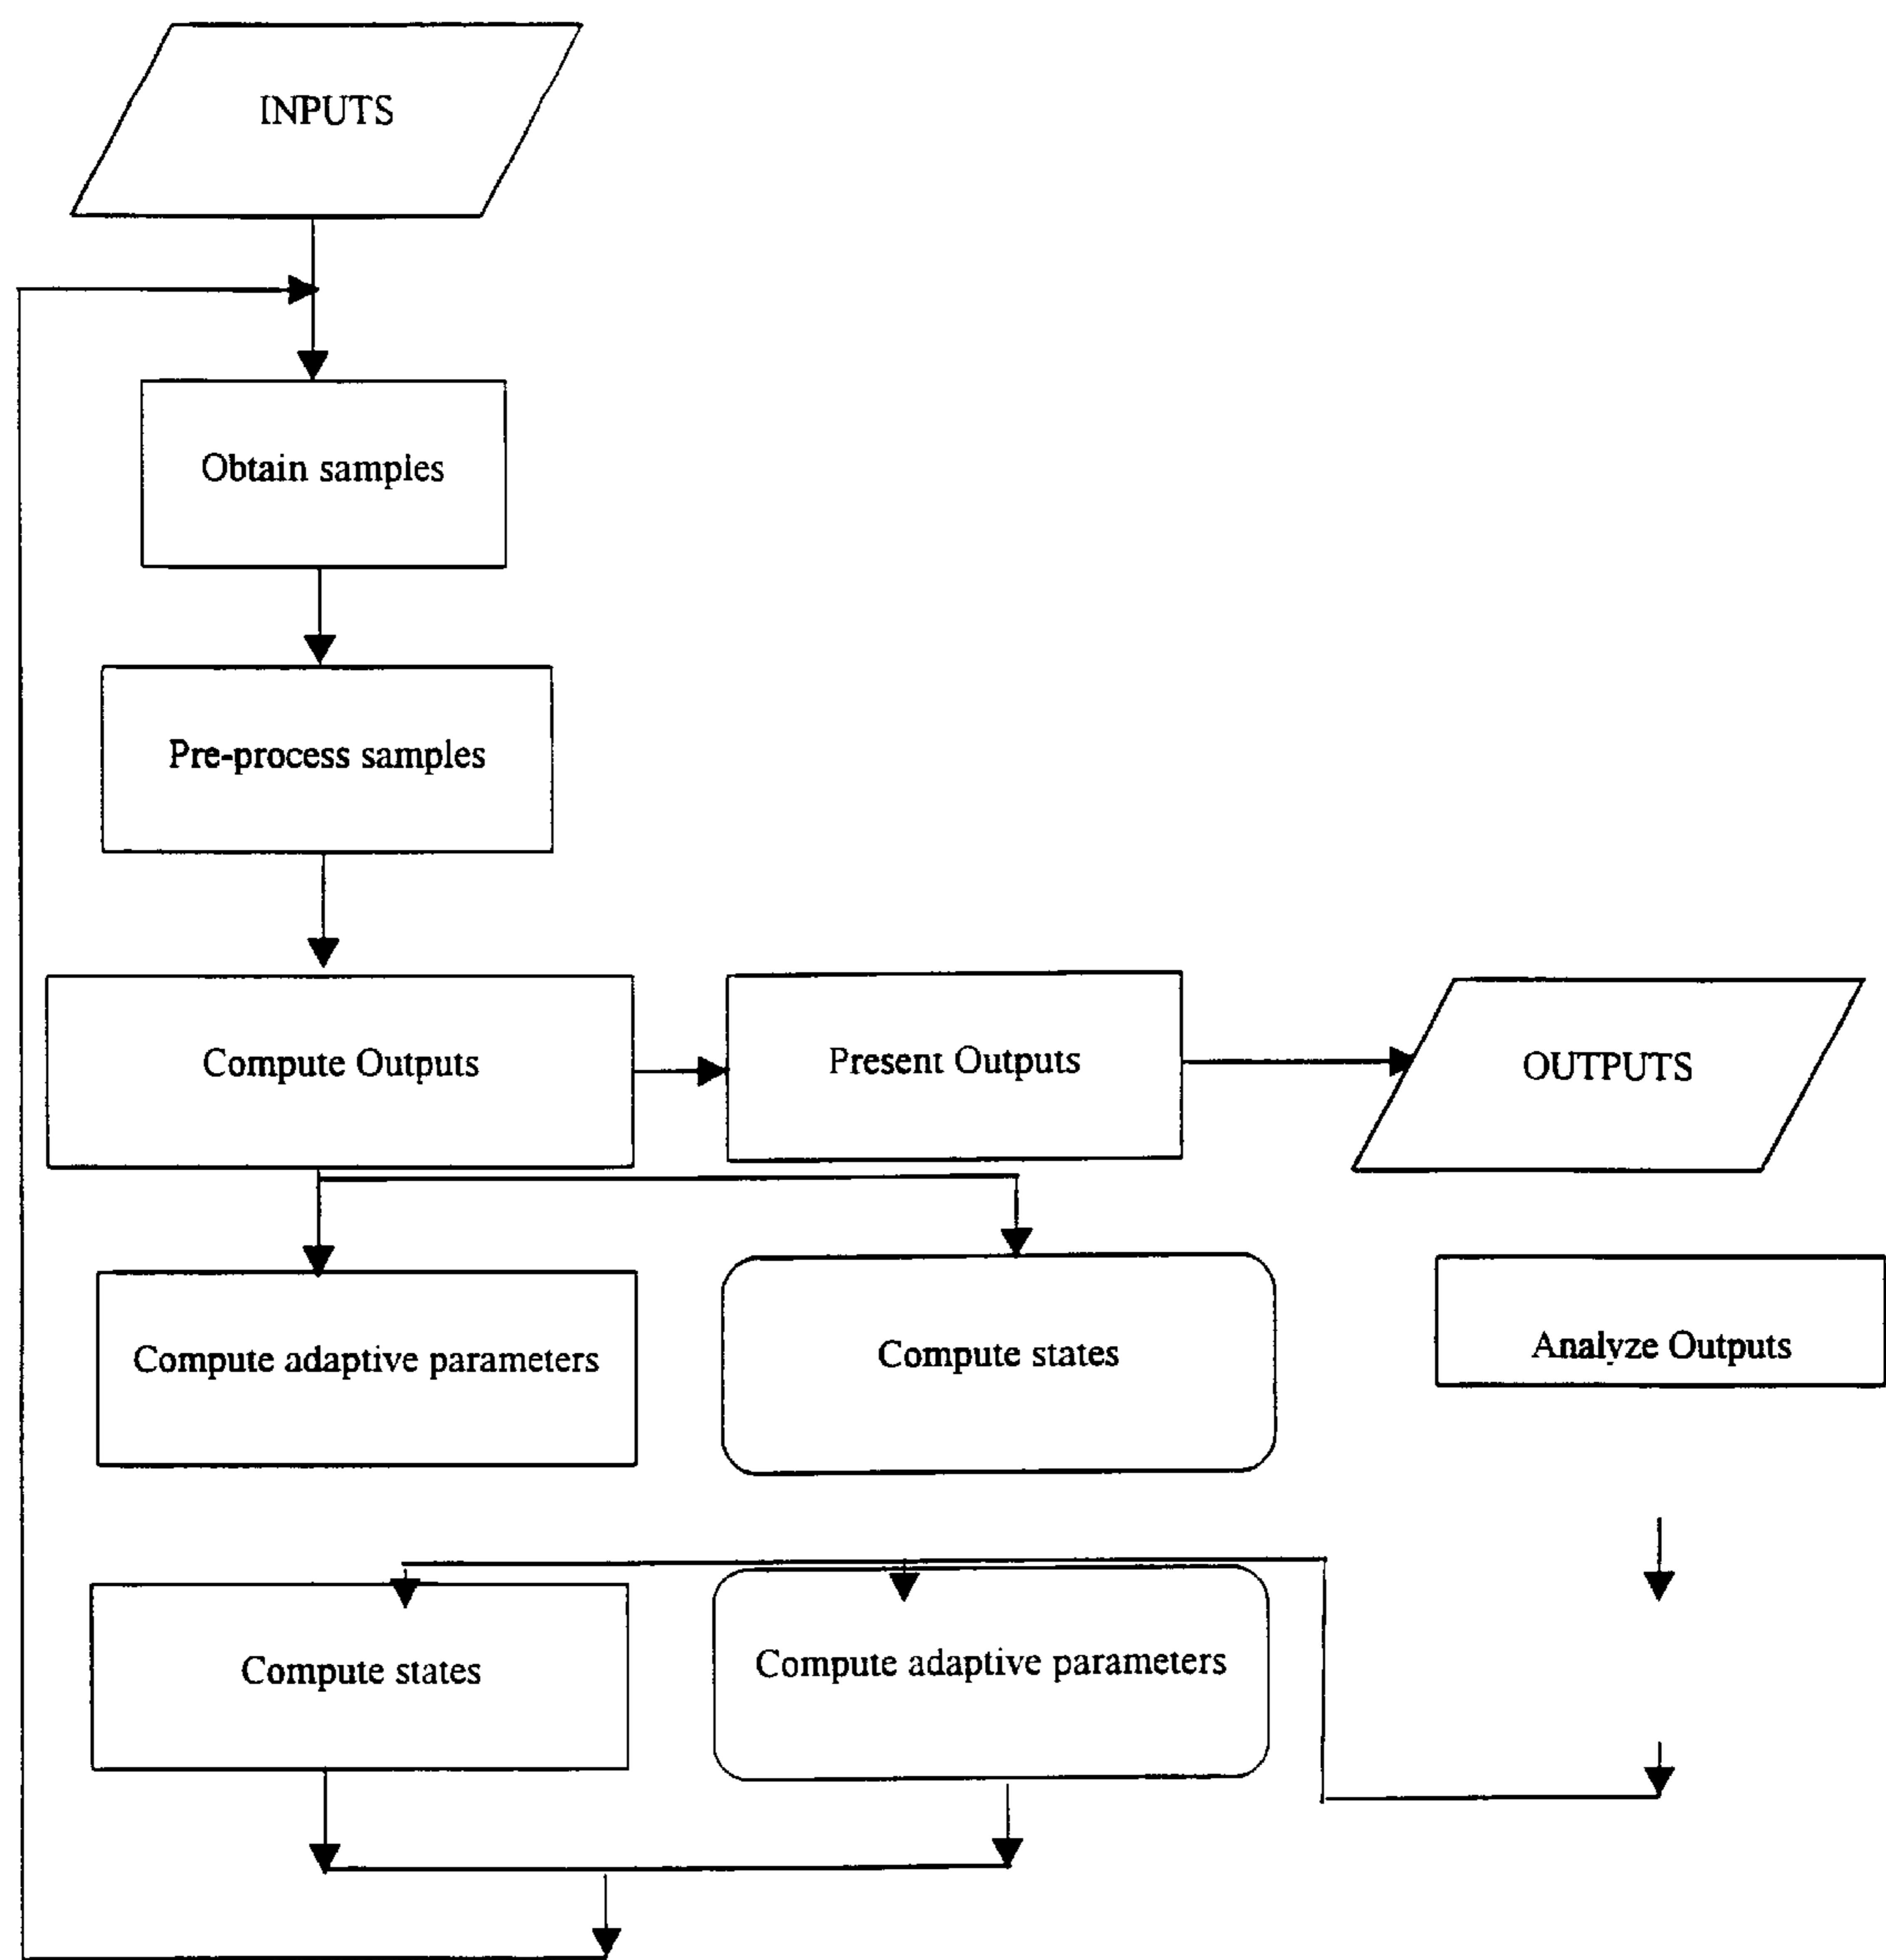 INPUTS
Obtain samples
Pre-process samples
Compute Outputs
Present Outputs
OUTPUTS
Compute adaptive parameters
Compute states
Analyze Outputs
Compute states
Compute adaptive parameters